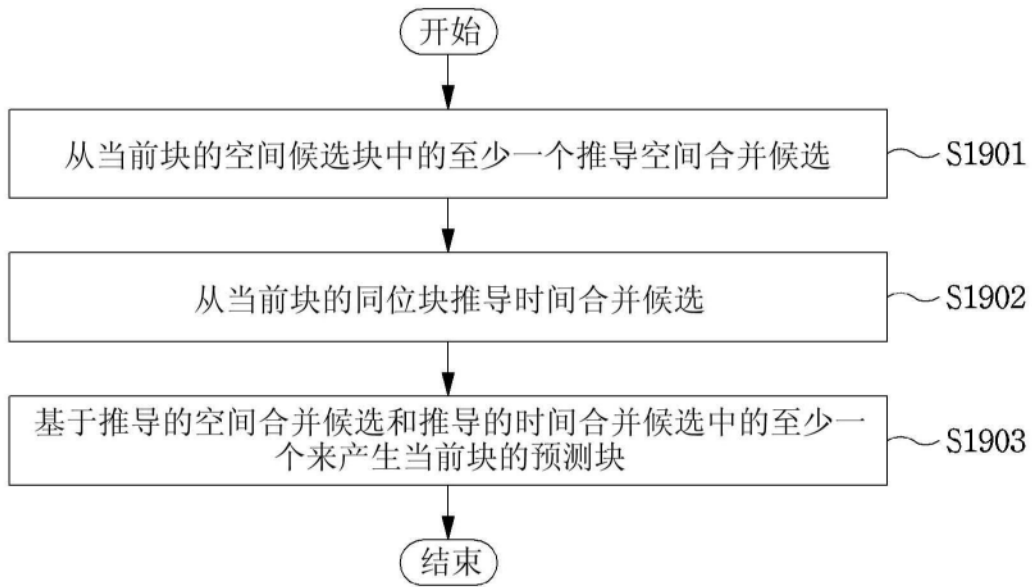 开始
从当前块的空间候选块中的至少一个推导空间合并候选
S1901
从当前块的同位块推导时间合并候选
S1902
基于推导的空间合并候选和推导的时间合并候选中的至少一
个来产生当前块的预测块
S1903
结束